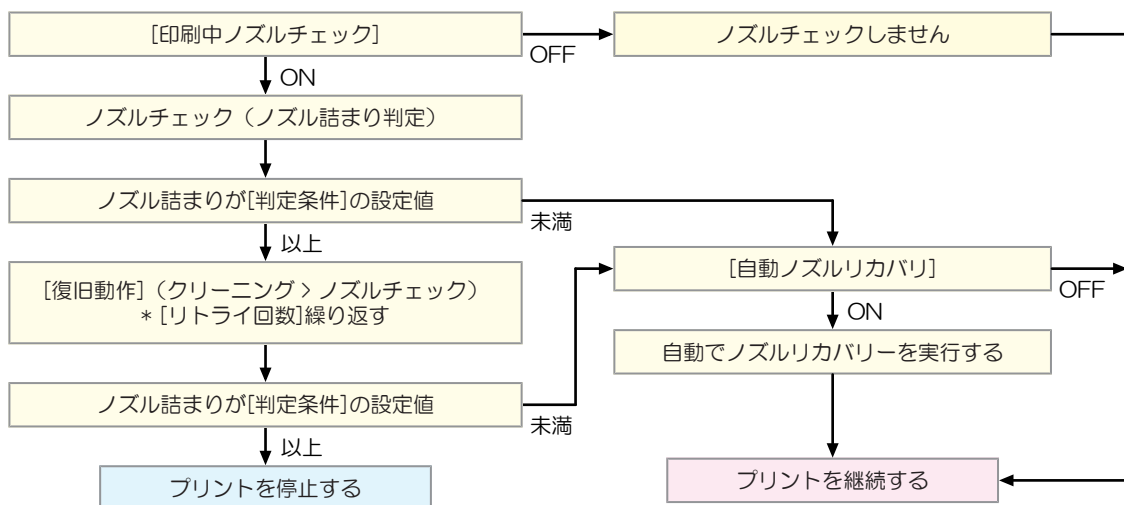 [印刷中ノズルチェック]
OFF
ノズルチェックしません
ON
ノズルチェック（ノズル詰まり判定）
ノズル詰まりが[判定条件]の設定値
未満
以上
[自動ノズルリカバリ]
OFF
[復旧動作]（クリーニング > ノズルチェック）
* [リトライ回数]繰り返す
ON
自動でノズルリカバリーを実行する
ノズル詰まりが[判定条件]の設定値
未満
以上
プリントを停止する
プリントを継続する